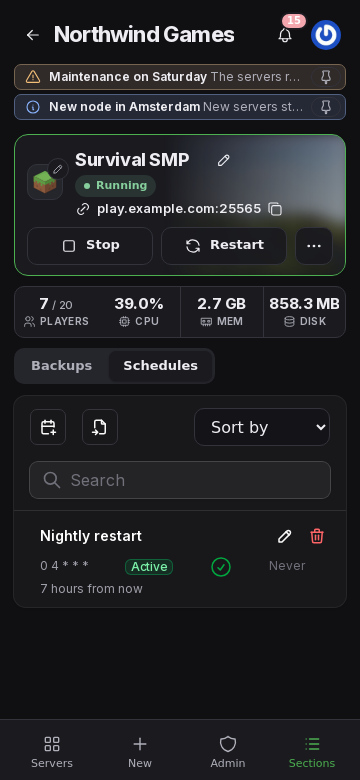 Northwind Games
15
Maintenance on Saturday The servers r...
New node in Amsterdam New servers st...
Survival SMP
Running
play.example.com:25565
Stop
Restart
7 / 20
PLAYERS
39.0%
CPU
2.7 GB
MEM
858.3 MB
DISK
Backups
Schedules
Sort by
Search
Nightly restart
0 4 * * *
Active
Never
7 hours from now
Servers
New
Admin
Sections